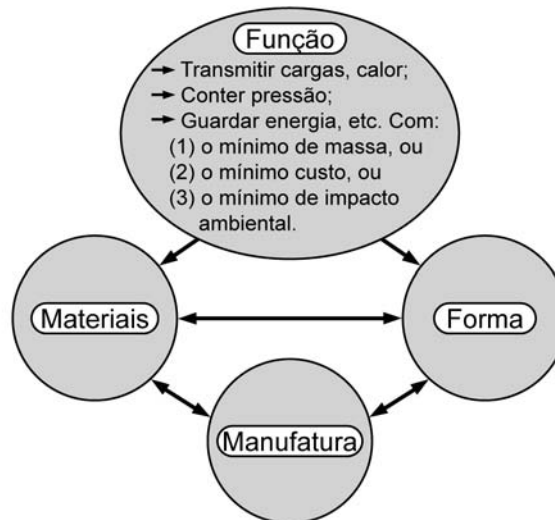 Função
Transmitir cargas, calor;
Conter pressão;
Guardar energia, etc. Com:
(1) o mínimo de massa, ou
(2) o mínimo custo, ou
(3) o mínimo de impacto
ambiental.
Materiais
Forma
Manufatura